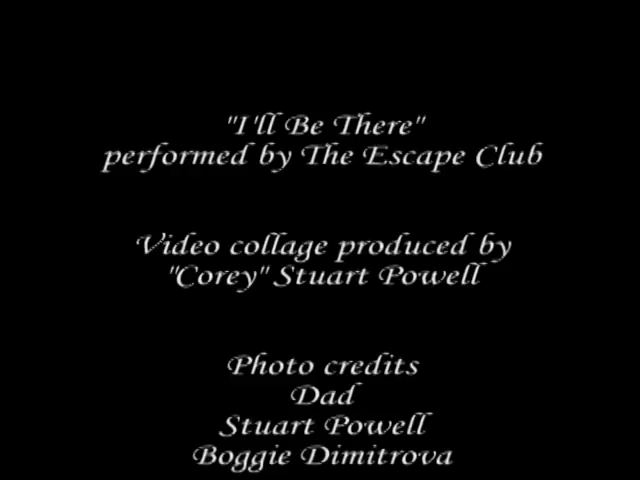 "I'll Be There"
performed by The Escape Club
Video collage produced by
"Corey" Stuart Powell
Photo credits
Dad
Stuart Powell
Boggie Dimitrova